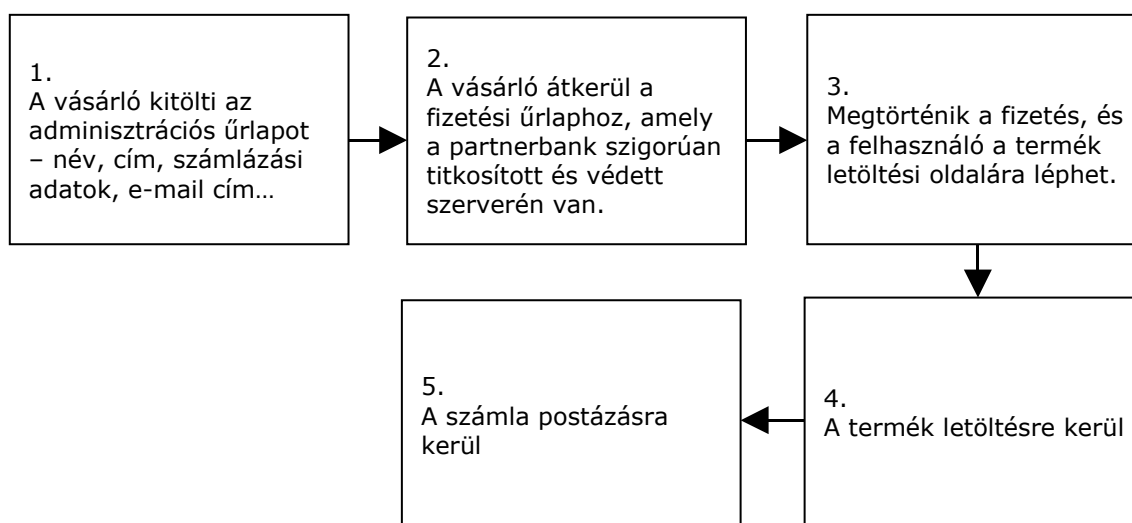 1.
A vásárló kitölti az
adminisztrációs űrlapot
– név, cím, számlázási
adatok, e-mail cím…
2.
A vásárló átkerül a
fizetési űrlaphoz, amely
a partnerbank szigorúan
titkosított és védett
szerverén van.
3.
Megtörténik a fizetés, és
a felhasználó a termék
letöltési oldalára léphet.
4.
A termék letöltésre kerül
5.
A számla postázásra
kerül